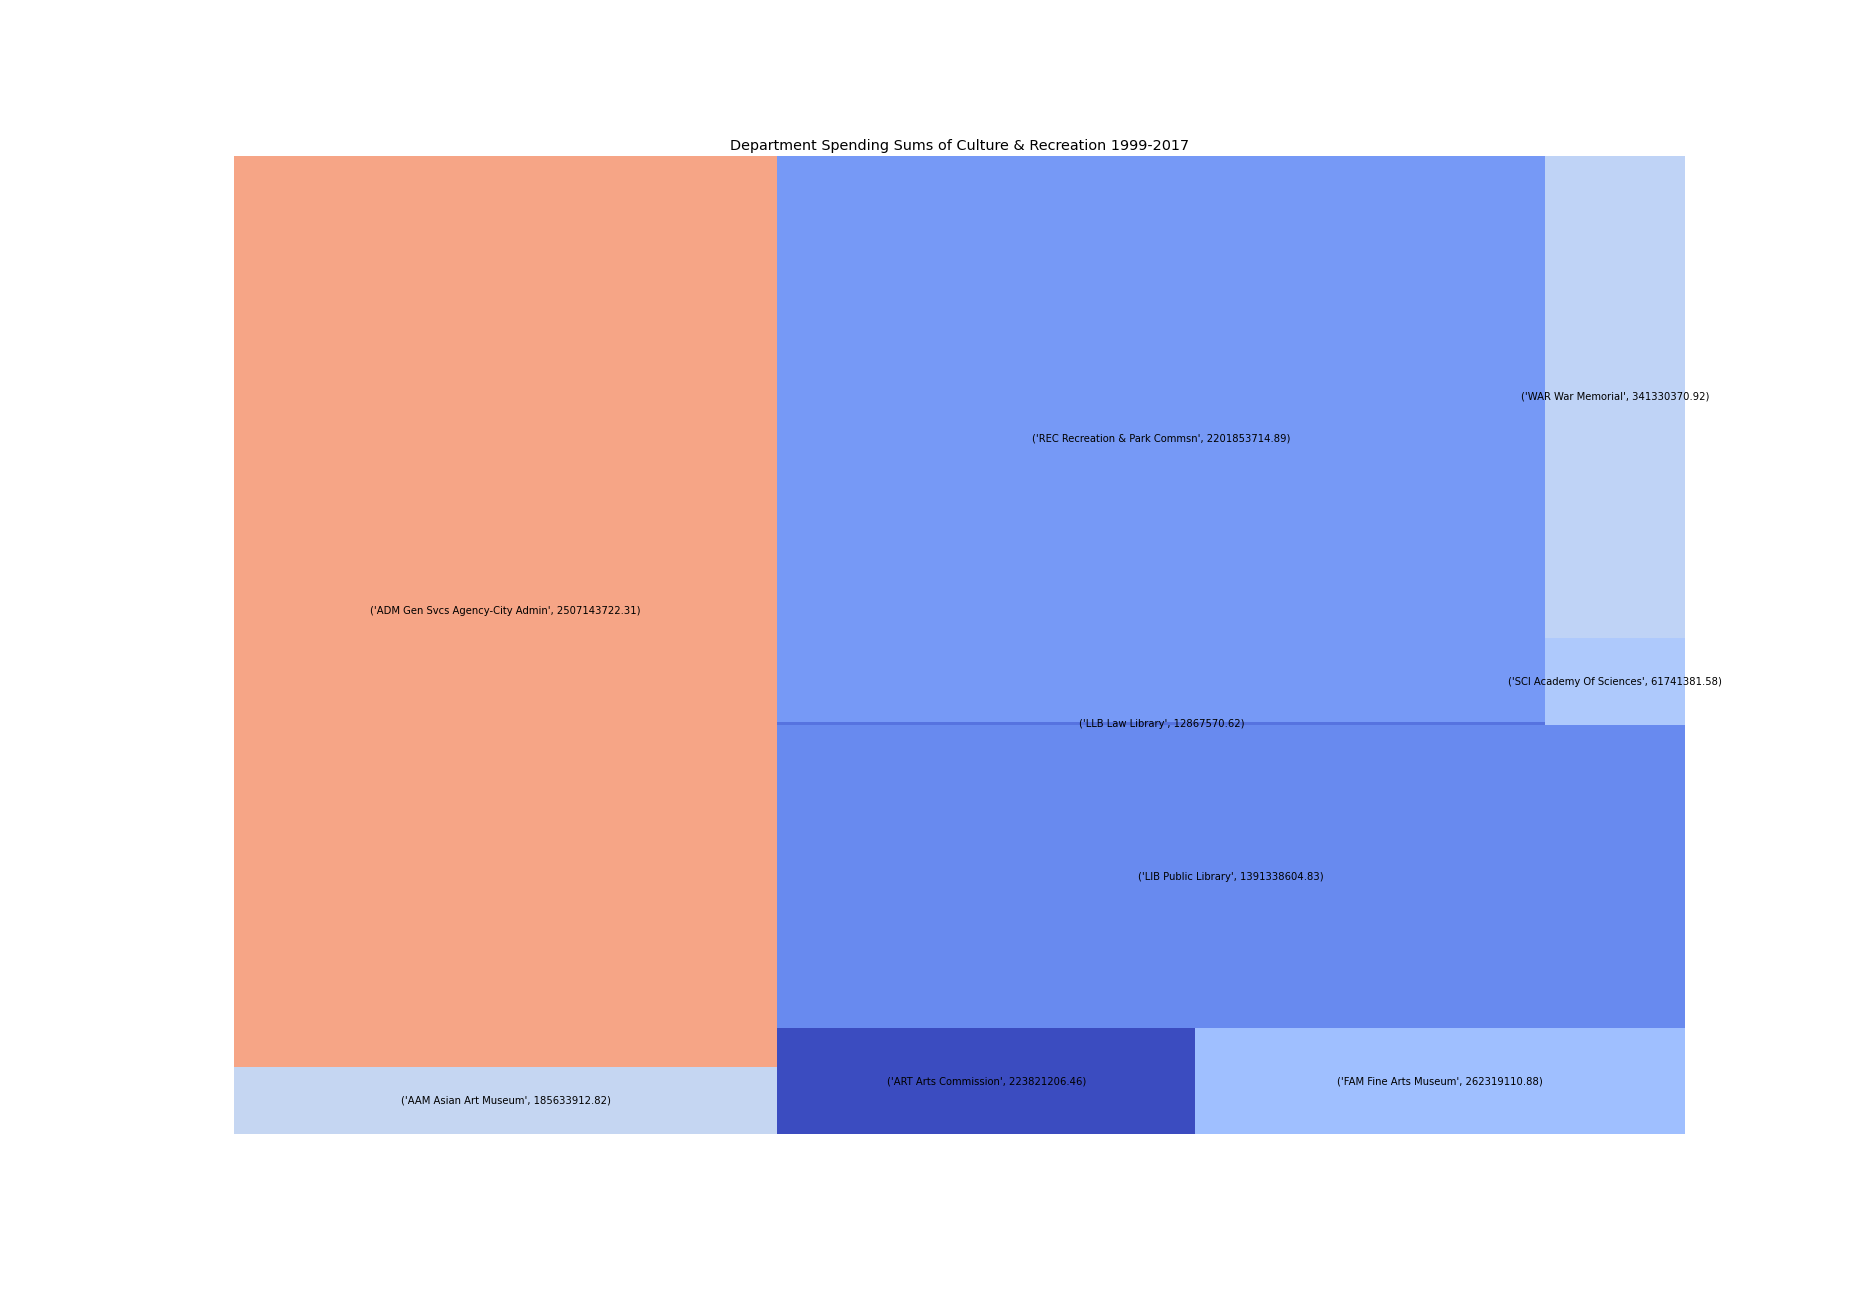 Department Spending Sums of Culture & Recreation 1999-2017
('WAR War Memorial', 341330370.92)
('REC Recreation & Park Commsn', 2201853714.89)
('ADM Gen Svcs Agency-City Admin', 2507143722.31)
('SCI Academy Of Sciences', 61741381.58)
('LLB Law Library', 12867570.62)
('LIB Public Library', 1391338604.83)
('ART Arts Commission', 223821206.46)
('FAM Fine Arts Museum', 262319110.88)
('AAM Asian Art Museum', 185633912.82)